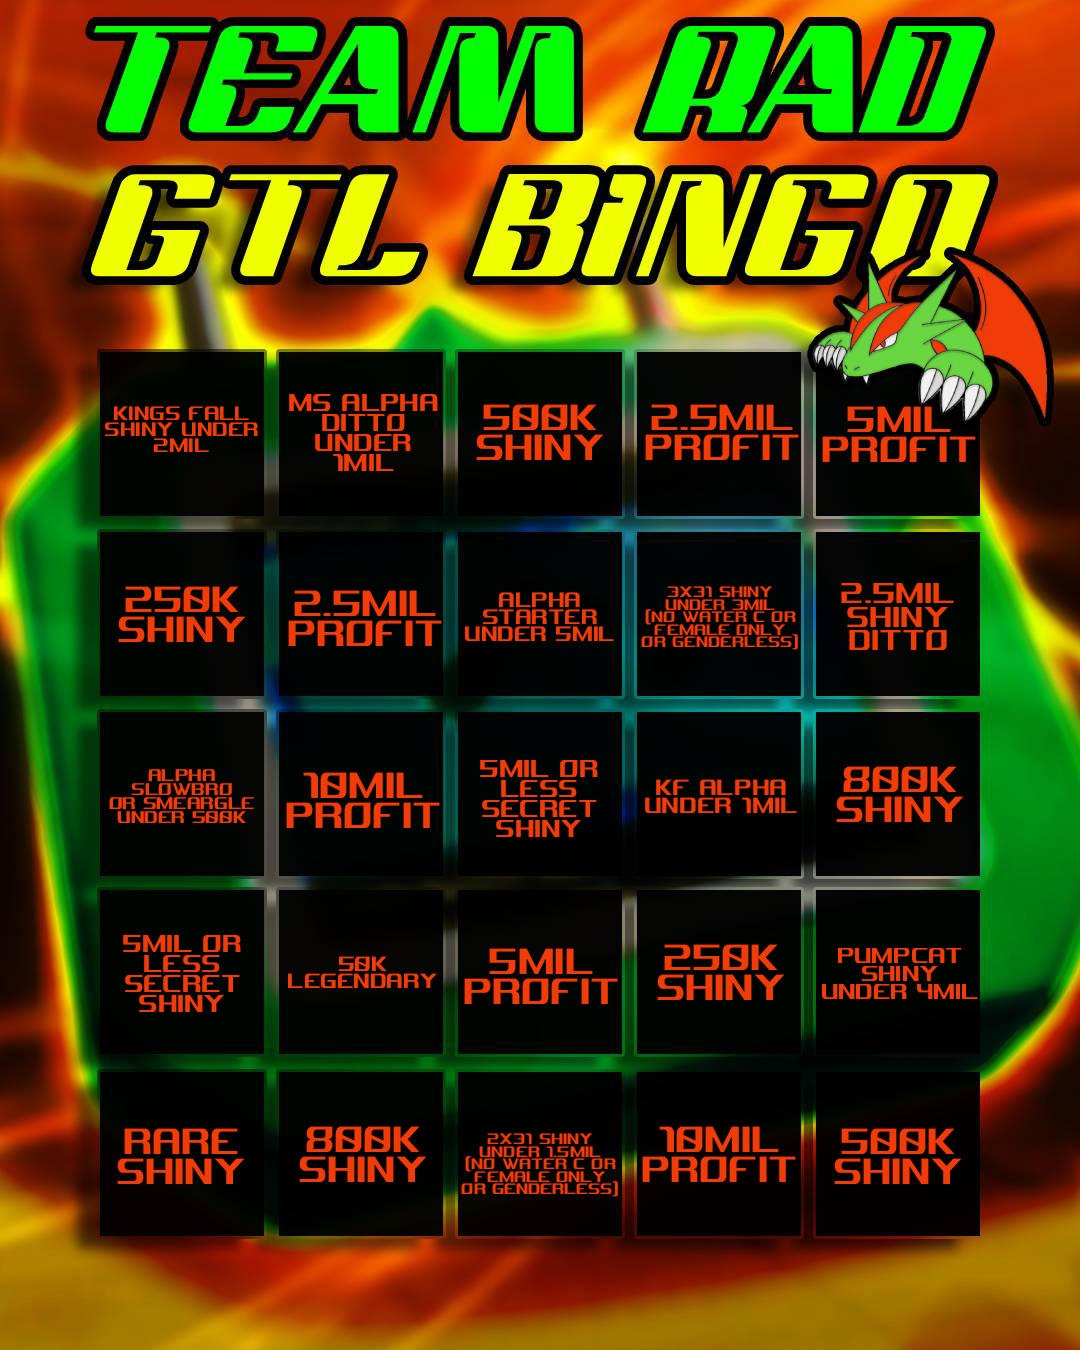 TEAM RAD
GTL BINGO
KINGS FALL
SHINY UNDER
2MIL
MS ALPHA
DITTO
UNDER
1MIL
500K
SHINY
2.5MIL
PROFIT
5MIL
PROFIT
250K
SHINY
2.5MIL
PROFIT
ALPHA
STARTER
UNDER 5MIL
3X31 SHINY
UNDER 3MIL
(NO WATER C OR
FEMALE ONLY
OR GENDERLESS)
2.5MIL
SHINY
DITTO
ALPHA
SLOWBRO
OR SMEARGLE
UNDER 500K
10MIL
PROFIT
5MIL OR
LESS
SECRET
SHINY
KF ALPHA
UNDER 1MIL
800K
SHINY
5MIL OR
LESS
SECRET
SHINY
50K
LEGENDARY
5MIL
PROFIT
250K
SHINY
PUMPCAT
SHINY
UNDER 4MIL
RARE
SHINY
800K
SHINY
2X31 SHINY
UNDER 1.5MIL
(NO WATER C OR
FEMALE ONLY
OR GENDERLESS)
10MIL
PROFIT
500K
SHINY